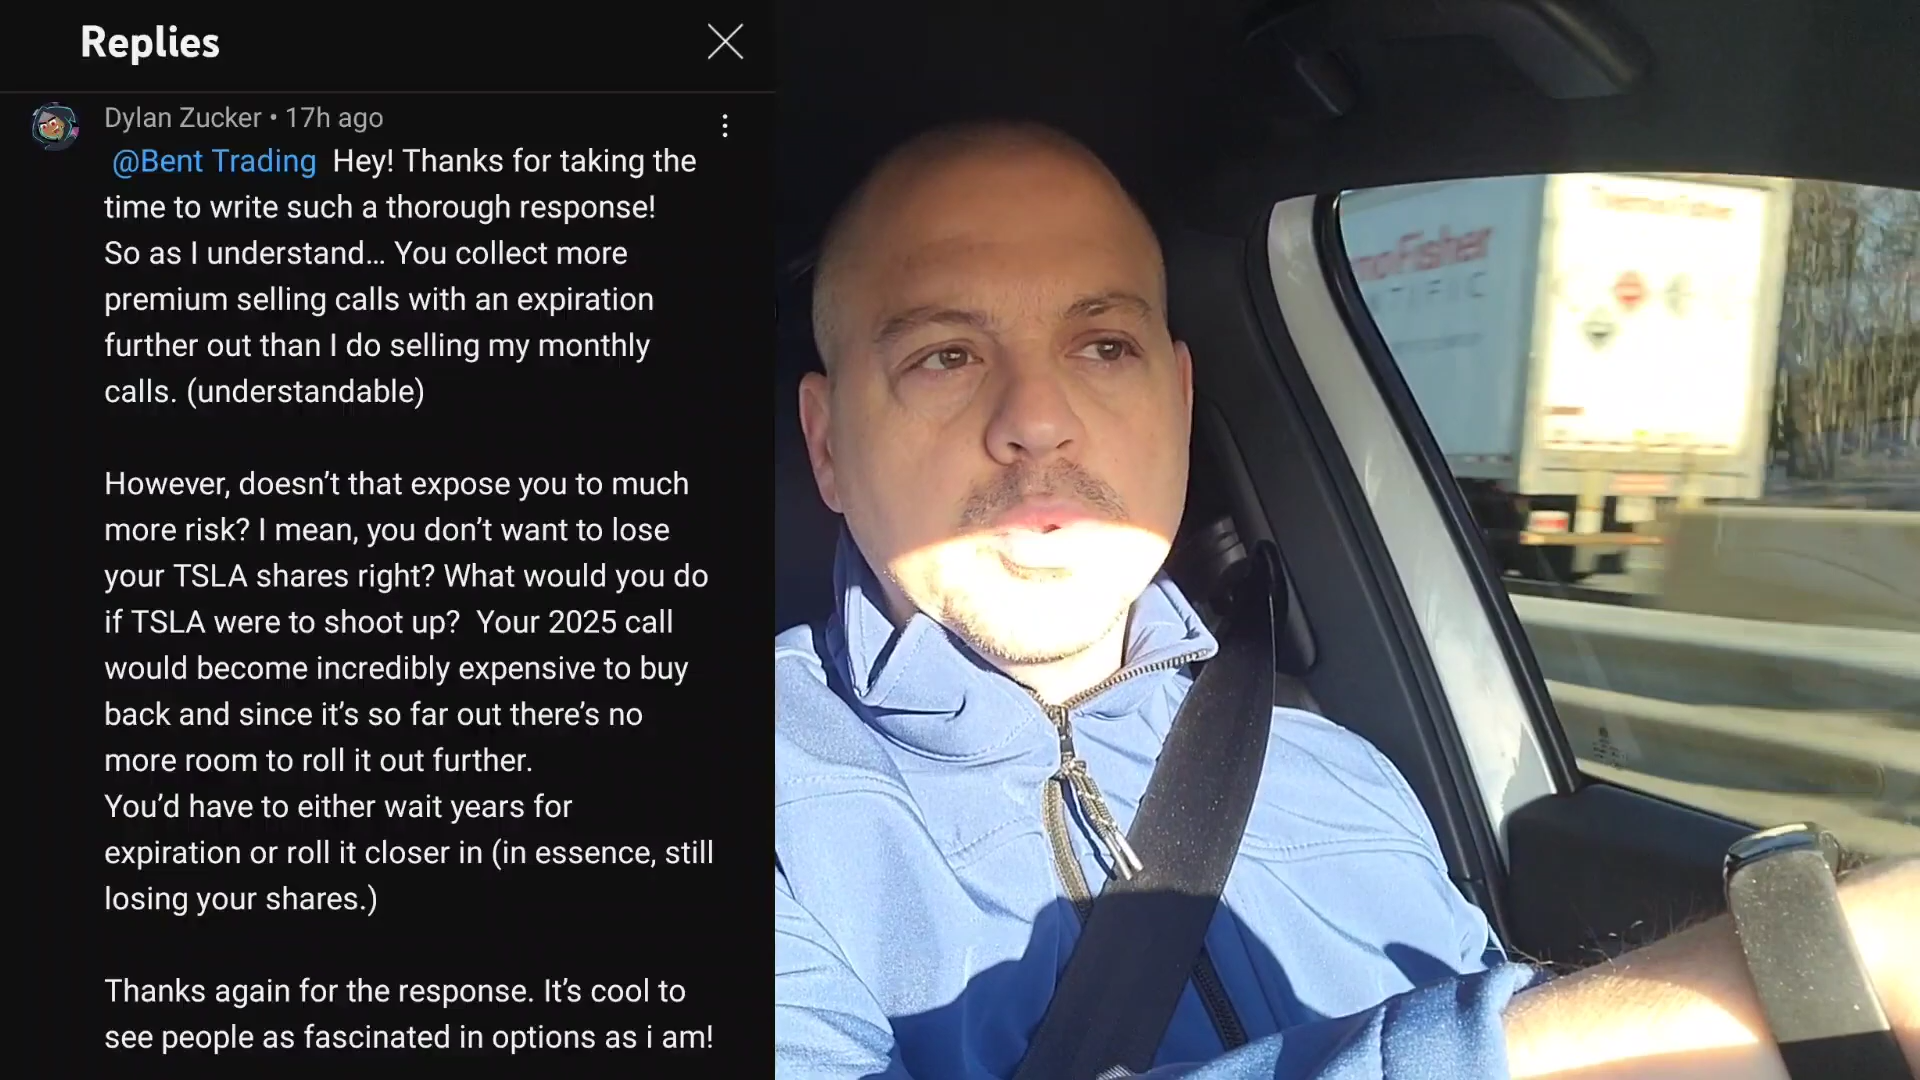 Replies
Dylan Zucker • 17h ago
@Bent Trading Hey! Thanks for taking the
time to write such a thorough response!
So as I understand… You collect more
premium selling calls with an expiration
further out than I do selling my monthly
calls. (understandable)
However, doesn’t that expose you to much
more risk? I mean, you don’t want to lose
your TSLA shares right? What would you do
if TSLA were to shoot up?  Your 2025 call
would become incredibly expensive to buy
back and since it’s so far out there’s no
more room to roll it out further.
You’d have to either wait years for
expiration or roll it closer in (in essence, still
losing your shares.)
Thanks again for the response. It’s cool to
see people as fascinated in options as i am!
Fisher